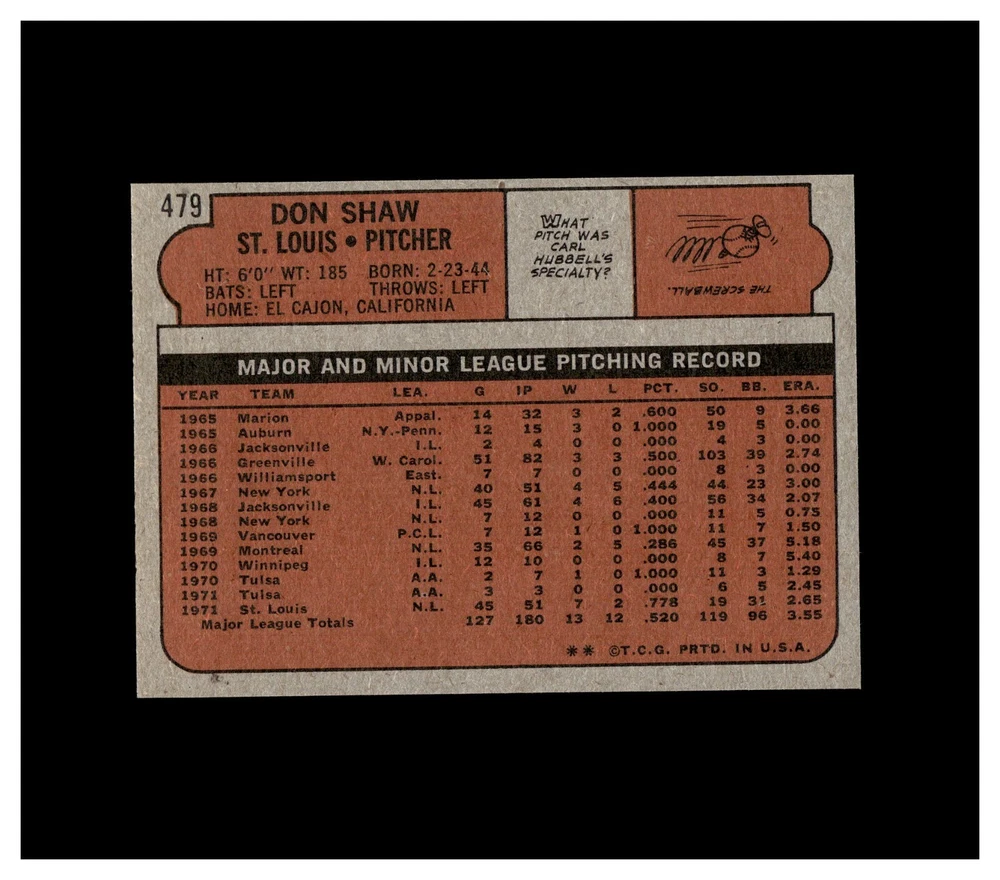 479
DON SHAW
ST. LOUIS • PITCHER
HT: 6'0" WT: 185 BORN: 2-23-44
BATS: LEFT THROWS: LEFT
HOME: EL CAJON, CALIFORNIA
WHAT
PITCH WAS
CARL
HUBBELL'S
SPECIALTY?
THE SCREWBALL.
MAJOR AND MINOR LEAGUE PITCHING RECORD
YEAR TEAM LEA. G IP W L PCT. SO. BB. ERA.
1965 Marion Appal. 14 32 3 2 .600 50 9 3.66
1965 Auburn N.Y.-Penn. 12 15 3 0 1.000 19 5 0.00
1966 Jacksonville I.L. 2 4 0 0 .000 4 3 0.00
1966 Greenville W. Carol. 51 82 3 3 .500 103 39 2.74
1966 Williamsport East. 7 7 0 0 .000 8 3 0.00
1967 New York N.L. 40 51 4 5 .444 44 23 3.00
1968 Jacksonville I.L. 45 61 4 6 .400 56 34 2.07
1968 New York N.L. 7 12 0 0 .000 11 5 0.75
1969 Vancouver P.C.L. 7 12 1 0 1.000 11 7 1.50
1969 Montreal N.L. 35 66 2 5 .286 45 37 5.18
1970 Winnipeg I.L. 12 10 0 0 .000 8 7 5.40
1970 Tulsa A.A. 2 7 1 0 1.000 11 3 1.29
1971 Tulsa A.A. 3 3 0 0 .000 6 5 2.45
1971 St. Louis N.L. 45 51 7 2 .778 19 31 2.65
Major League Totals 127 180 13 12 .520 119 96 3.55
** ©T.C.G. PRTD. IN U.S.A.